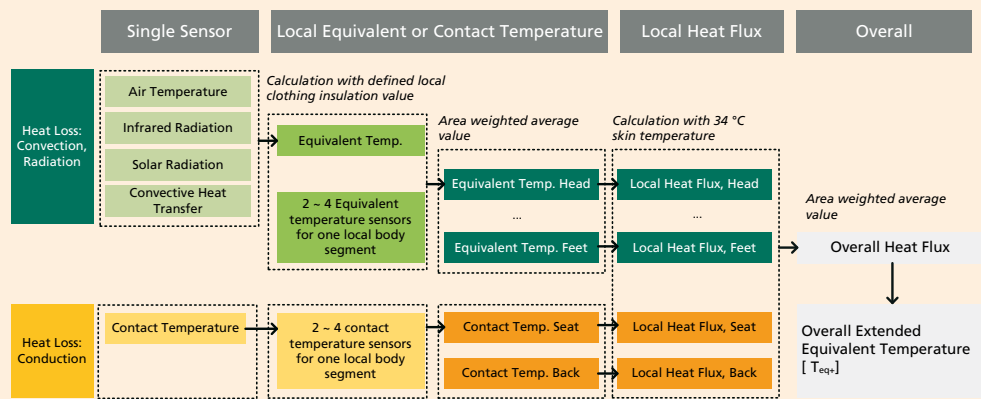 Single Sensor
Local Equivalent or Contact Temperature
Local Heat Flux
Overall
Heat Loss:
Convection,
Radiation
Air Temperature
Infrared Radiation
Solar Radiation
Convective Heat
Transfer
Calculation with defined local
clothing insulation value
Equivalent Temp.
2 ~ 4 Equivalent
temperature sensors
for one local body
segment
Area weighted average
value
Equivalent Temp. Head
...
Equivalent Temp. Feet
Calculation with 34 °C
skin temperature
Local Heat Flux, Head
...
Local Heat Flux, Feet
Area weighted average
value
Overall Heat Flux
Heat Loss:
Conduction
Contact Temperature
2 ~ 4 contact
temperature sensors
for one local body
segment
Contact Temp. Seat
Contact Temp. Back
Local Heat Flux, Seat
Local Heat Flux, Back
Overall Extended
Equivalent Temperature
[ Teq+]